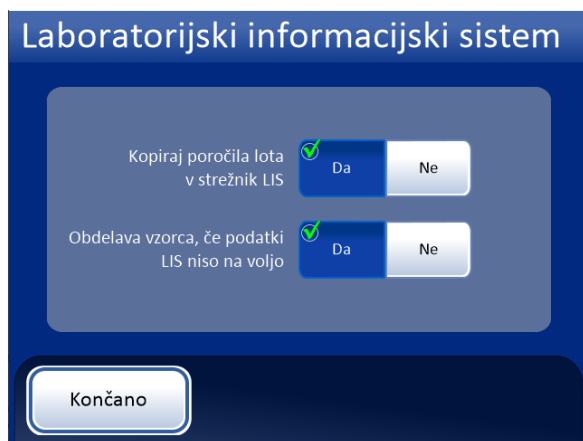 Laboratorijski informacijski sistem
Kopiraj poročila lota
v strežnik LIS
Da
Ne
Obdelava vzorca, če podatki
LIS niso na voljo
Da
Ne
Končano